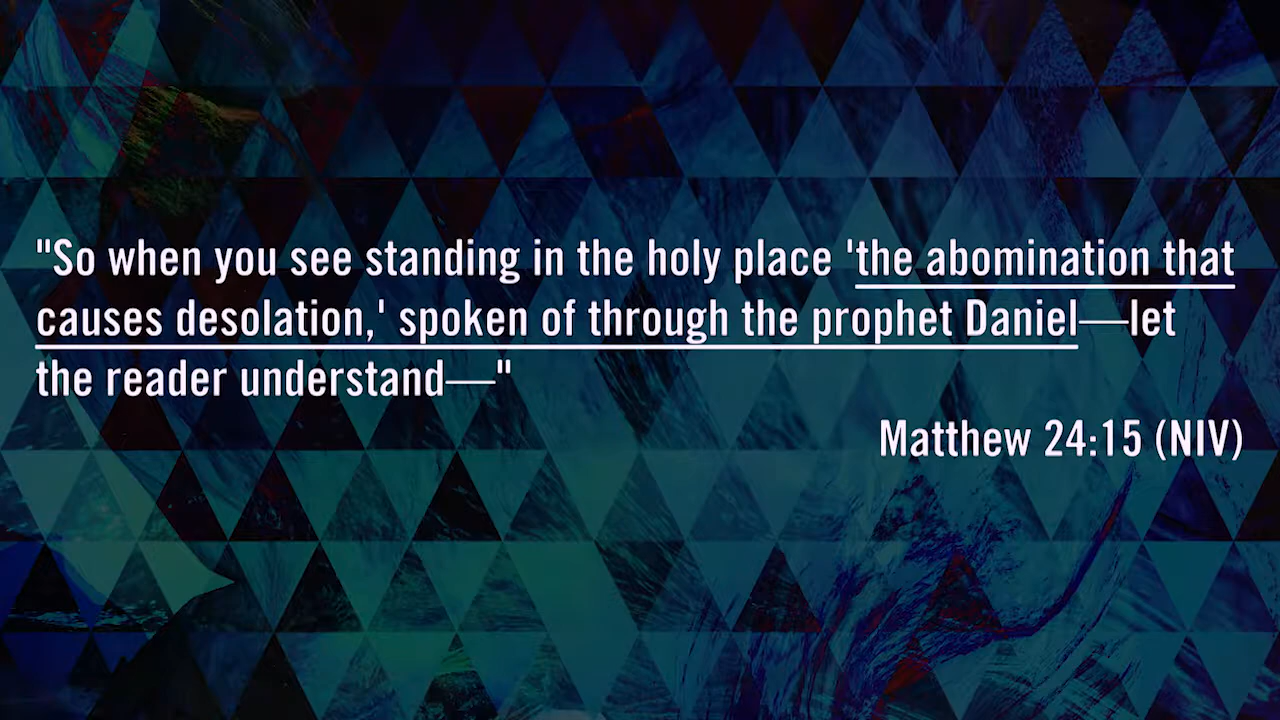 "So when you see standing in the holy place 'the abomination that
causes desolation,' spoken of through the prophet Daniel—let
the reader understand—"
Matthew 24:15 (NIV)